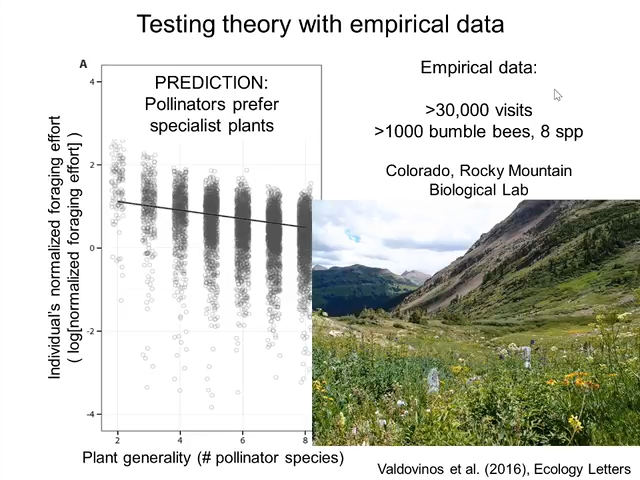 Testing theory with empirical data
A
PREDICTION:
Pollinators prefer
specialist plants
Individual's normalized foraging effort
( log[normalized foraging effort] )
4
2
0
-2
-4
2
4
6
8
Plant generality (# pollinator species)
Empirical data:
>30,000 visits
>1000 bumble bees, 8 spp
Colorado, Rocky Mountain
Biological Lab
Valdovinos et al. (2016), Ecology Letters